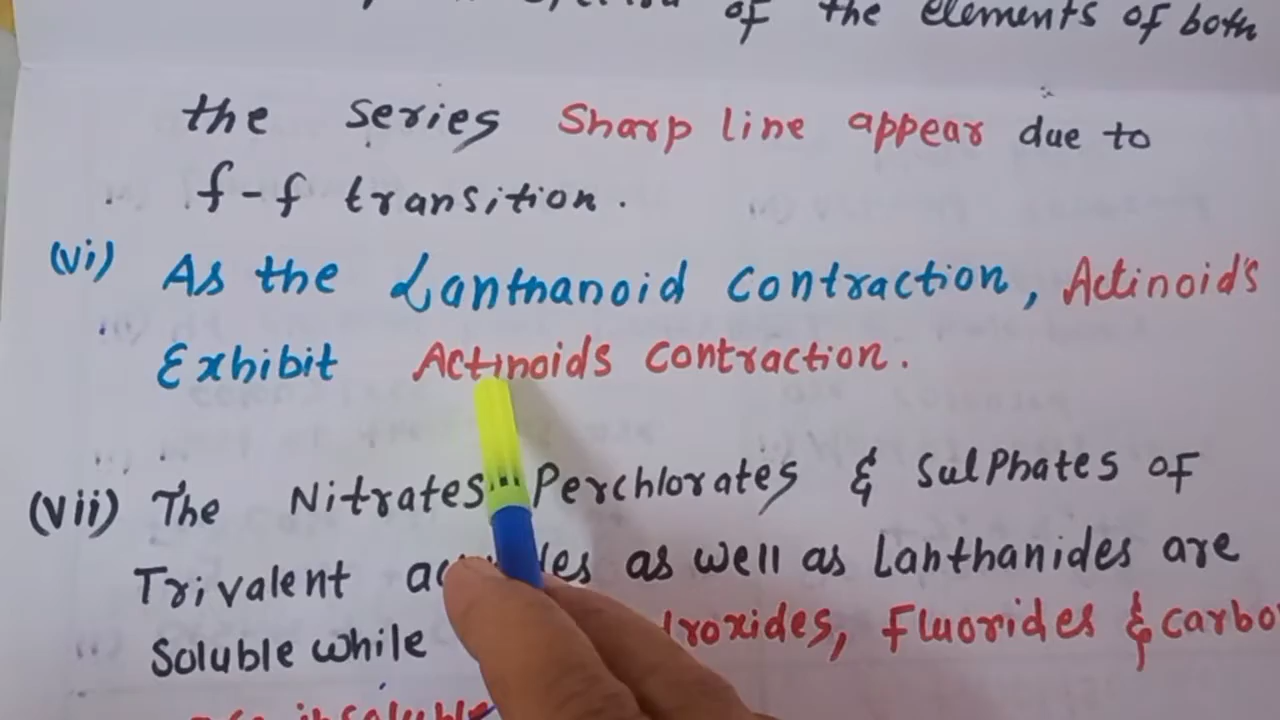 of the elements of both
the series Sharp line appear due to
f-f transition.
(vi) As the Lanthanoid contraction, Actinoid's
Exhibit Actinoids contraction.
(vii) The Nitrates Perchlorates & Sulphates of
Trivalent as well as Lanthanides are
Soluble while Fluorides &
insoluble